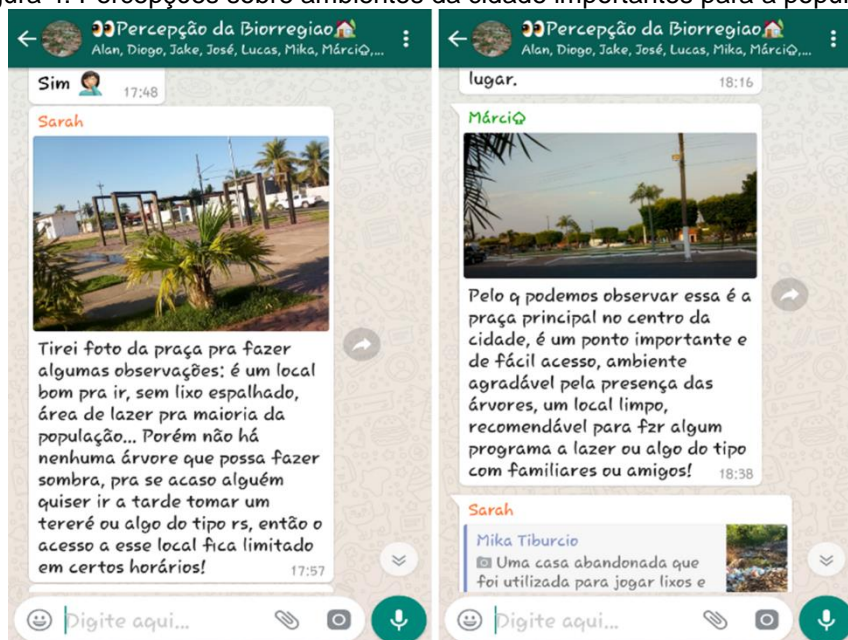 👀Percepção da Biorregiao🏠
Alan, Diogo, Jake, José, Lucas, Mika, Márci♤,...
Sim 🤦
17:48
Sarah
Tirei foto da praça pra fazer
algumas observações: é um local
bom pra ir, sem lixo espalhado,
área de lazer pra maioria da
população... Porém não há
nenhuma árvore que possa fazer
sombra, pra se acaso alguém
quiser ir a tarde tomar um
tereré ou algo do tipo rs, então o
acesso a esse local fica limitado
em certos horários!
17:57
Digite aqui...
👀Percepção da Biorregiao🏠
Alan, Diogo, Jake, José, Lucas, Mika, Márci♤,...
lugar.
18:16
Márci♤
Pelo q podemos observar essa é a
praça principal no centro da
cidade, é um ponto importante e
de fácil acesso, ambiente
agradável pela presença das
árvores, um local limpo,
recomendável para fzr algum
programa a lazer ou algo do tipo
com familiares ou amigos!
18:38
Sarah
Mika Tiburcio
📷 Uma casa abandonada que
foi utilizada para jogar lixos e
Digite aqui...